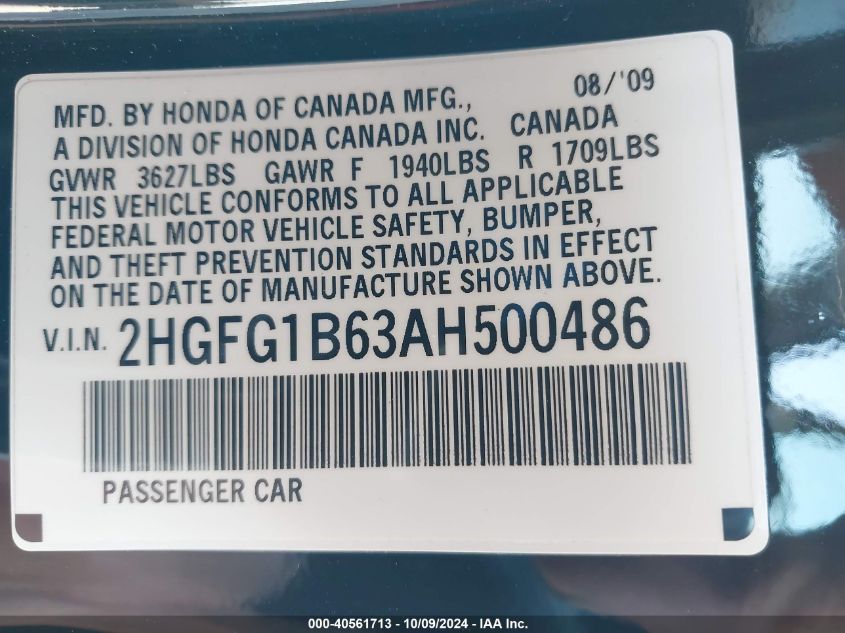 MFD. BY HONDA OF CANADA MFG., 08/'09
A DIVISION OF HONDA CANADA INC. CANADA
GVWR 3627LBS GAWR F 1940LBS R 1709LBS
THIS VEHICLE CONFORMS TO ALL APPLICABLE
FEDERAL MOTOR VEHICLE SAFETY, BUMPER,
AND THEFT PREVENTION STANDARDS IN EFFECT
ON THE DATE OF MANUFACTURE SHOWN ABOVE.
V.I.N. 2HGFG1B63AH500486
PASSENGER CAR
000-40561713 - 10/09/2024 - IAA Inc.